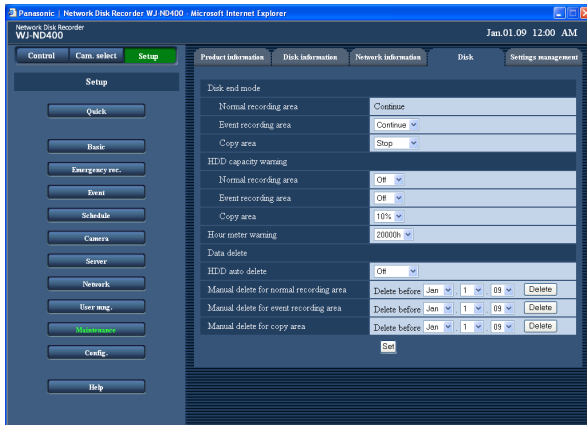 Panasonic | Network Disk Recorder WJ-ND400 - Microsoft Internet Explorer
Network Disk Recorder
WJ-ND400
Jan.01.09 12:00 AM
Control Cam. select Setup
Product information Disk information Network information Disk Settings management
Setup
Quick
Basic
Emergency rec.
Event
Schedule
Camera
Server
Network
User mng.
Maintenance
Config.
Help
Disk end mode
Normal recording area Continue
Event recording area Continue
Copy area Stop
HDD capacity warning
Normal recording area Off
Event recording area Off
Copy area 10%
Hour meter warning 20000h
Data delete
HDD auto delete Off
Manual delete for normal recording area Delete before Jan . 1 . 09 Delete
Manual delete for event recording area Delete before Jan . 1 . 09 Delete
Manual delete for copy area Delete before Jan . 1 . 09 Delete
Set